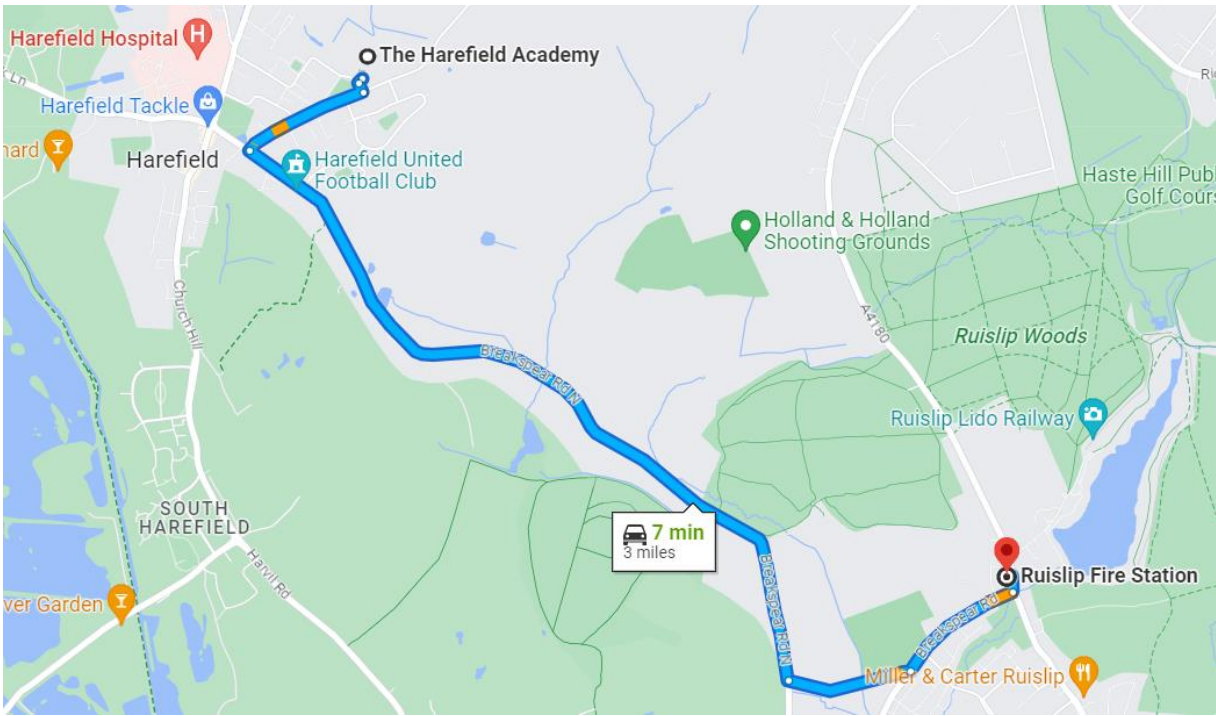 Harefield Hospital
H
The Harefield Academy
Ln
Harefield Tackle
nard
Harefield
Harefield United
Football Club
Haste Hill Publ
Golf Cours
Holland & Holland
Shooting Grounds
Church Hill
A4180
Ruislip Woods
Breakspear Rd N
Ruislip Lido Railway
SOUTH
HAREFIELD
7 min
3 miles
Harvil Rd
Breakspear Rd N
Ruislip Fire Station
ver Garden
Breakspear Rd
Miller & Carter Ruislip